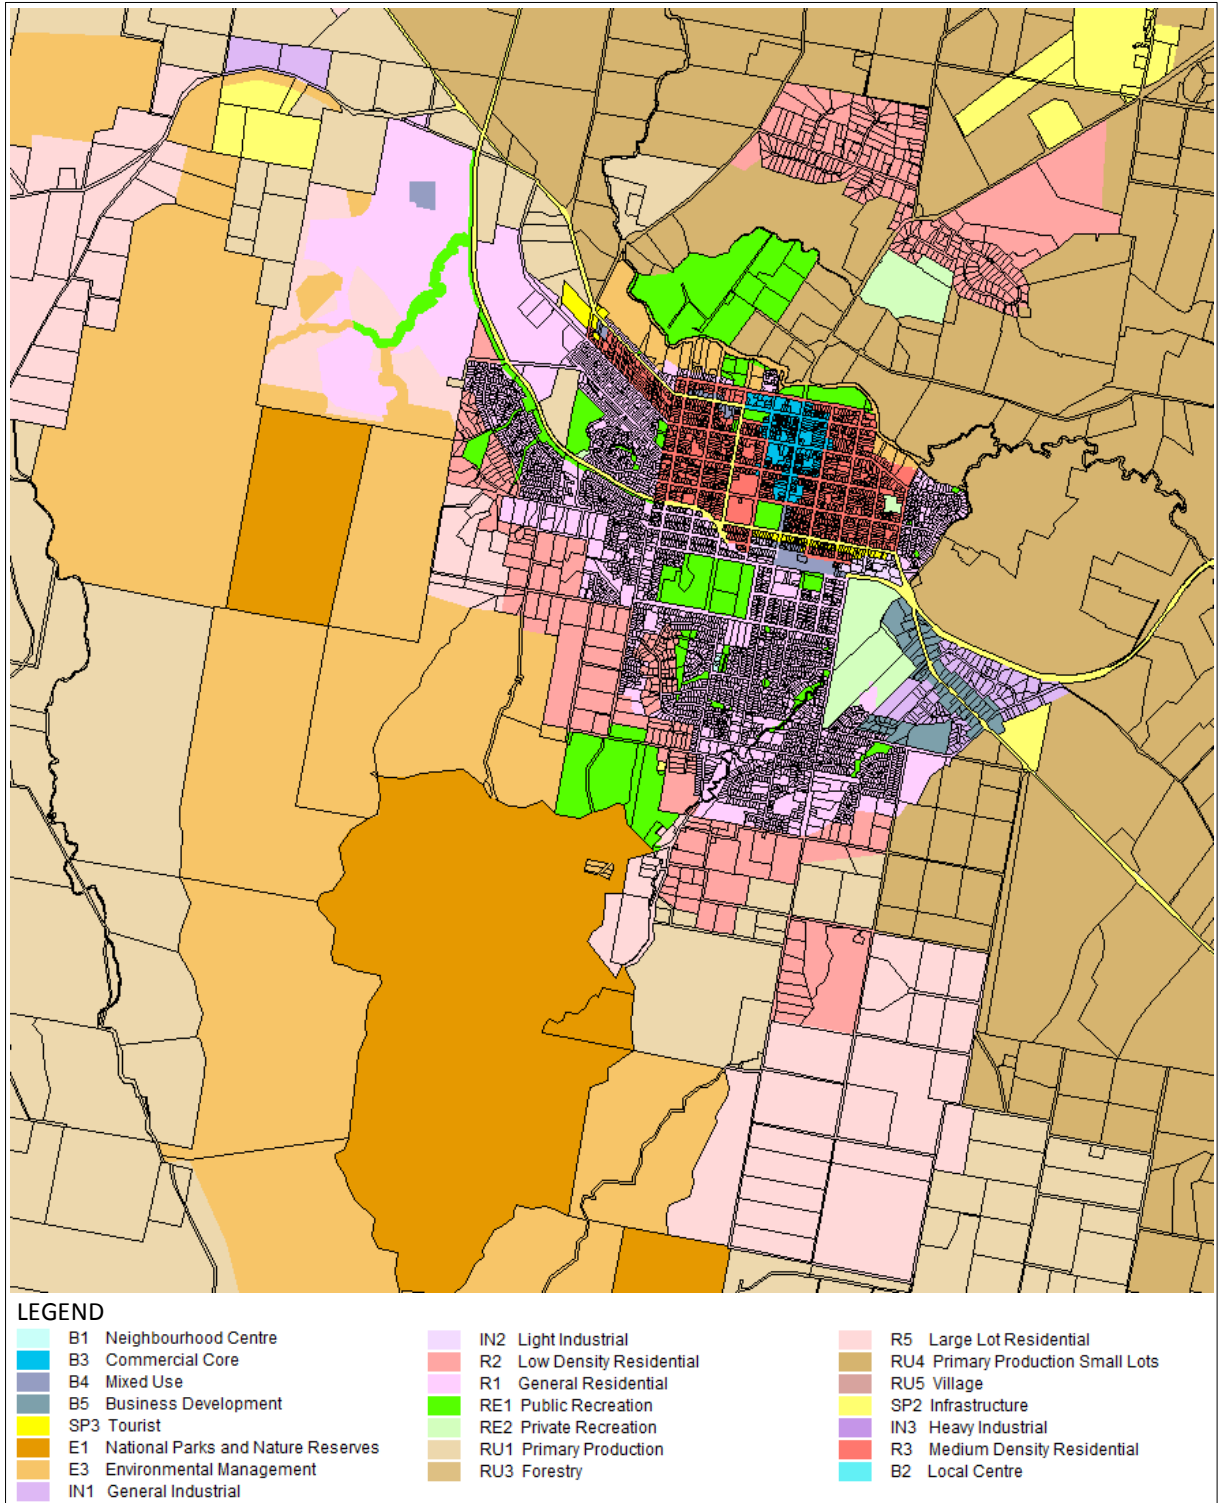 LEGEND
B1 Neighbourhood Centre
B3 Commercial Core
B4 Mixed Use
B5 Business Development
SP3 Tourist
E1 National Parks and Nature Reserves
E3 Environmental Management
IN1 General Industrial
IN2 Light Industrial
R2 Low Density Residential
R1 General Residential
RE1 Public Recreation
RE2 Private Recreation
RU1 Primary Production
RU3 Forestry
R5 Large Lot Residential
RU4 Primary Production Small Lots
RU5 Village
SP2 Infrastructure
IN3 Heavy Industrial
R3 Medium Density Residential
B2 Local Centre